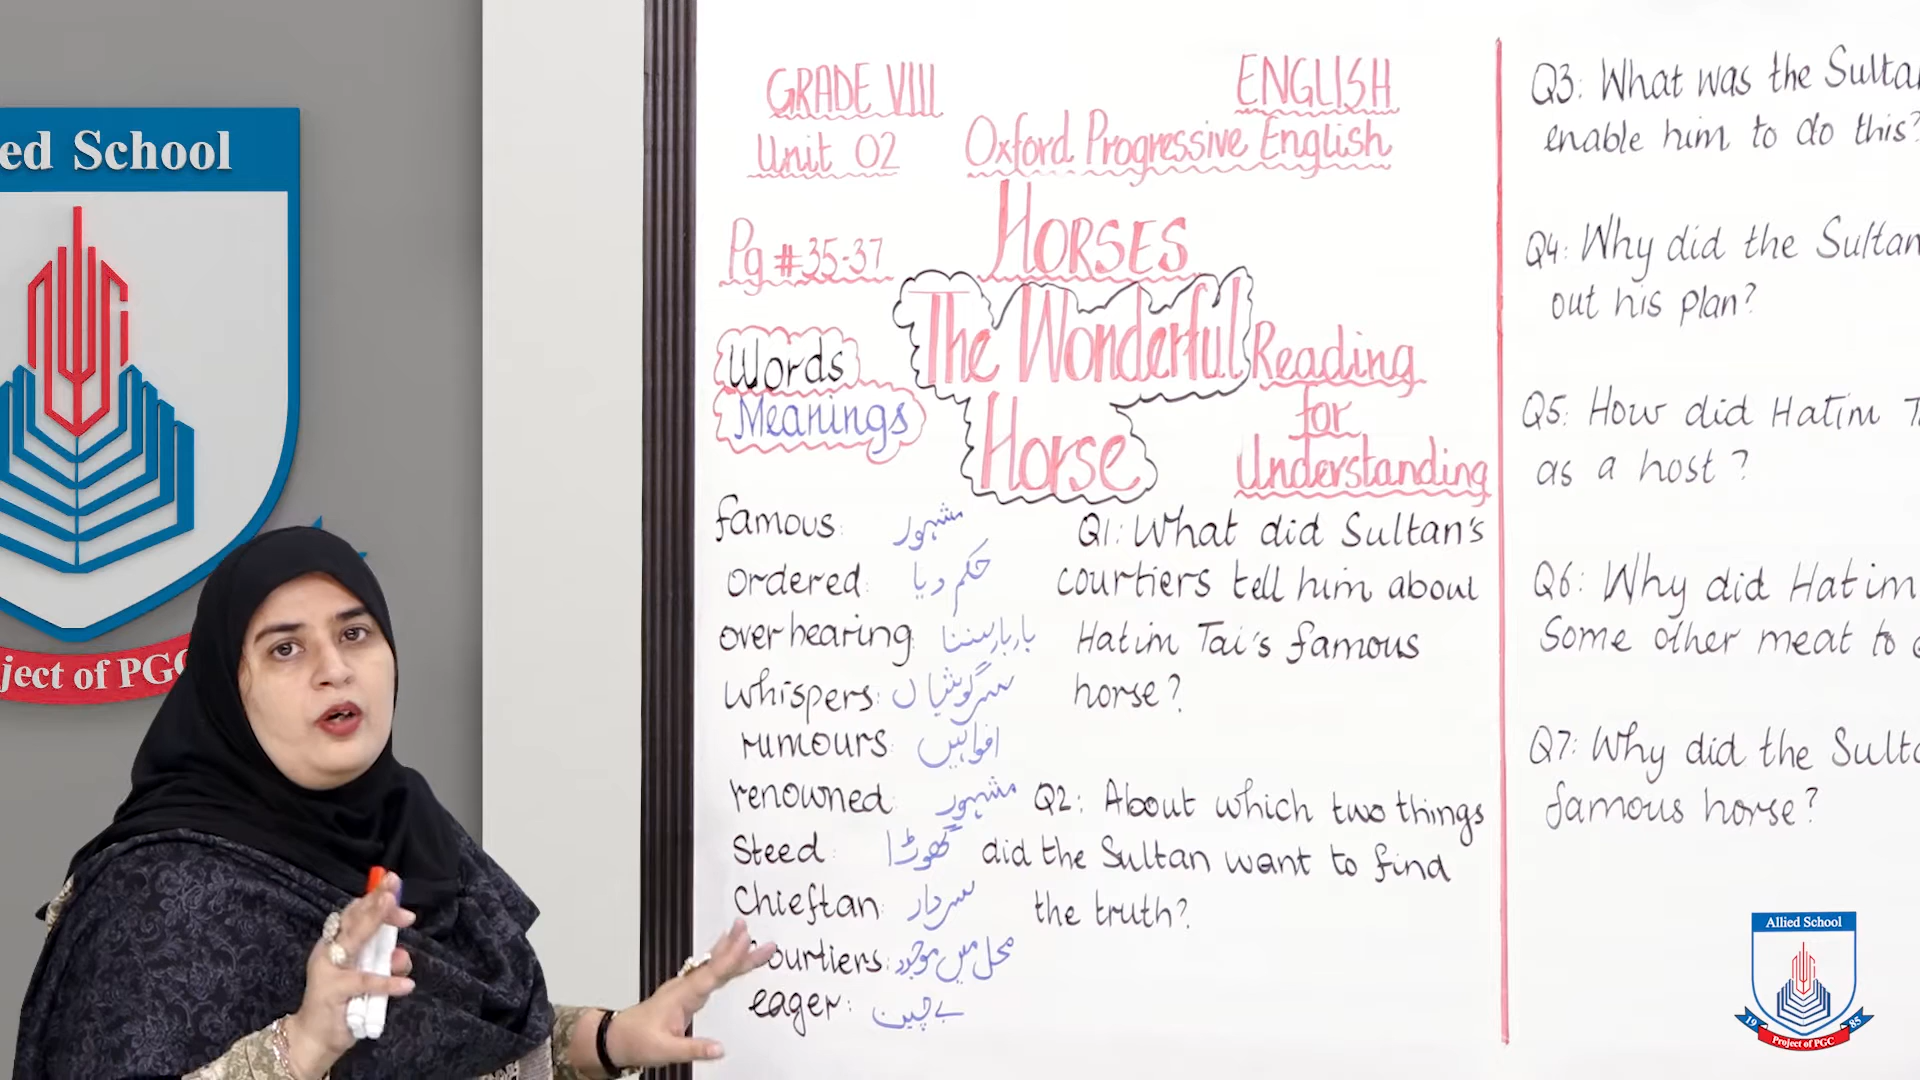 ed School
ject of PGC
GRADE VIII
ENGLISH
Unit 02
Oxford Progressive English
HORSES
Pg # 35-37
The Wonderful
Horse
Reading
for
Understanding
Words
Meanings
famous: مشہور
ordered: حکم دیا
overhearing بار بار سننا
whispers: سرگوشیاں
rumours: افواہیں
renowned: مشہور
Steed: گھوڑا
Chieftan: سردار
ourtiers: محل میں موجود
eager: بے چین
Q1: What did Sultan's
courtiers tell him about
Hatim Tai's famous
horse?
Q2: About which two things
did the Sultan want to find
the truth?
Q3: What was the Sulta
enable him to do this?
Q4: Why did the Sultan
out his plan?
Q5: How did Hatim T
as a host?
Q6: Why did Hatim
Some other meat to
Q7: Why did the Sult
famous horse?
Allied School
19 85
Project of PGC